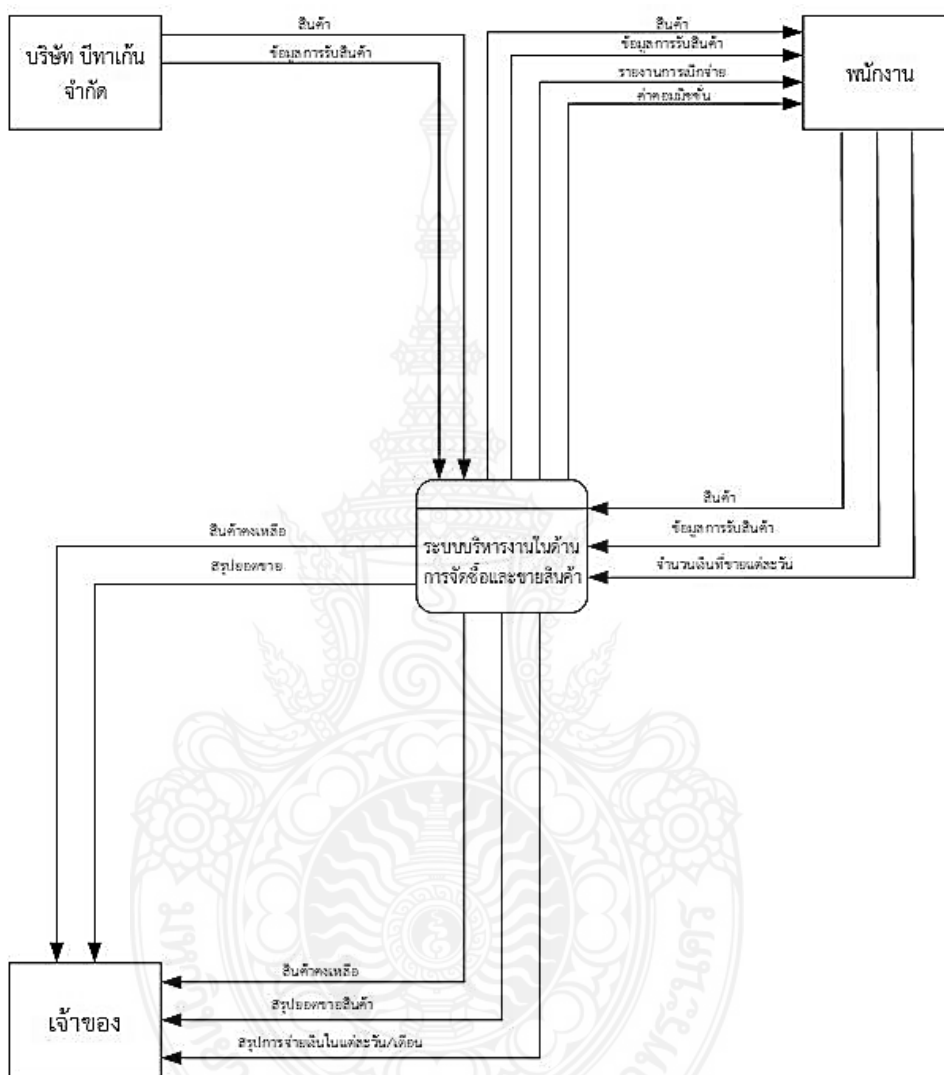 สินค้า
ข้อมูลการรับสินค้า
บริษัท บีทาเก้น
จำกัด
สินค้า
ข้อมูลการรับสินค้า
รายงานการเบิกจ่าย
ค่าคอมมิชชั่น
พนักงาน
สินค้า
ข้อมูลการรับสินค้า
จำนวนเงินที่ขายแต่ละวัน
ระบบบริหารงานในด้าน
การจัดซื้อและขายสินค้า
สินค้าคงเหลือ
สรุปยอดขาย
สินค้าคงเหลือ
สรุปยอดขายสินค้า
สรุปการจ่ายเงินในแต่ละวัน/เดือน
เจ้าของ